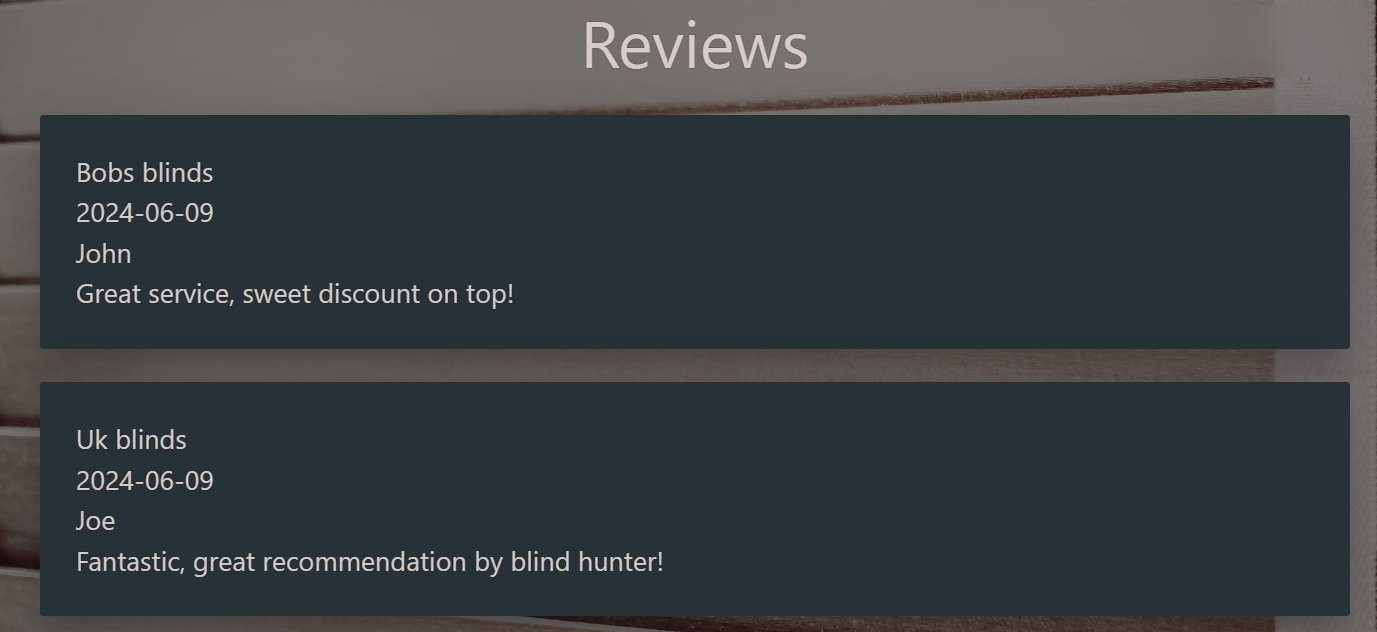 Reviews
Bobs blinds
2024-06-09
John
Great service, sweet discount on top!
Uk blinds
2024-06-09
Joe
Fantastic, great recommendation by blind hunter!